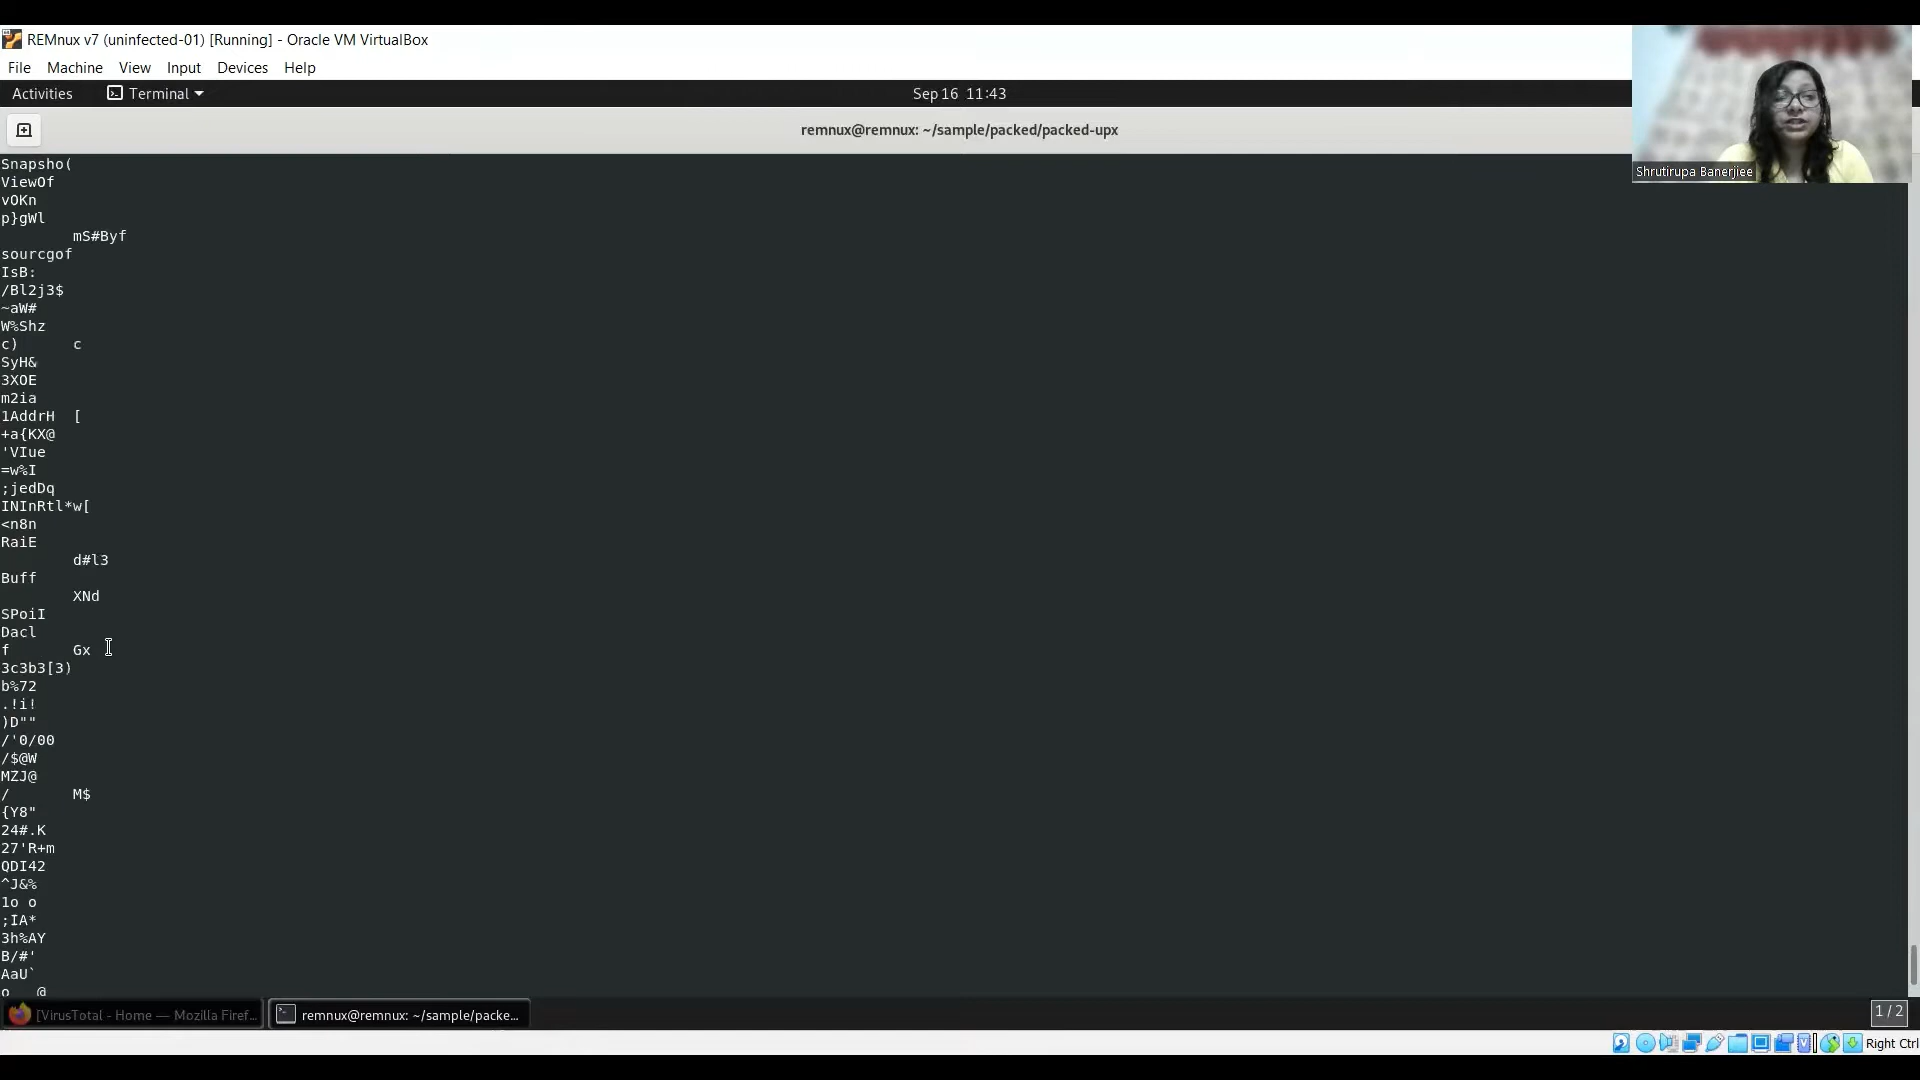 REMnux v7 (uninfected-01) [Running] - Oracle VM VirtualBox
File Machine View Input Devices Help
Activities Terminal Sep 16 11:43
remnux@remnux: ~/sample/packed/packed-upx
Shrutirupa Banerjiee
Snapsho(
ViewOf
vOKn
p}gWl
mS#Byf
sourcgof
IsB:
/Bl2j3$
~aW#
W%Shz
c) c
SyH&
3XOE
m2ia
1AddrH [
+a{KX@
'VIue
=w%I
;jedDq
INInRtl*w[
<n8n
RaiE
d#l3
Buff
XNd
SPoiI
Dacl
f Gx
3c3b3[3)
b%72
.!i!
)D""
/'0/00
/$@W
MZJ@
/ M$
{Y8"
24#.K
27'R+m
QDI42
^J&%
1o o
;IA*
3h%AY
B/#'
AaU`
o @
[VirusTotal - Home — Mozilla Firef…
remnux@remnux: ~/sample/packe…
1 / 2
Right Ctrl